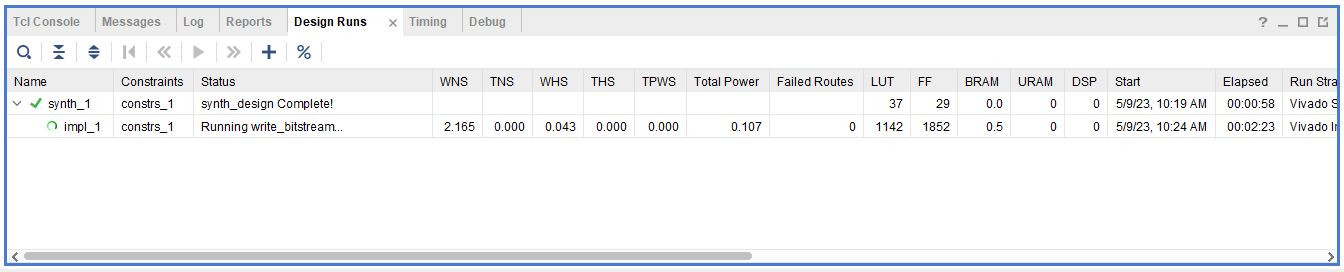 Tcl Console Messages Log Reports Design Runs × Timing Debug ?
%
Name Constraints Status WNS TNS WHS THS TPWS Total Power Failed Routes LUT FF BRAM URAM DSP Start Elapsed Run Stra
synth_1 constrs_1 synth_design Complete! 37 29 0.0 0 0 5/9/23, 10:19 AM 00:00:58 Vivado S
impl_1 constrs_1 Running write_bitstream... 2.165 0.000 0.043 0.000 0.000 0.107 0 1142 1852 0.5 0 0 5/9/23, 10:24 AM 00:02:23 Vivado In